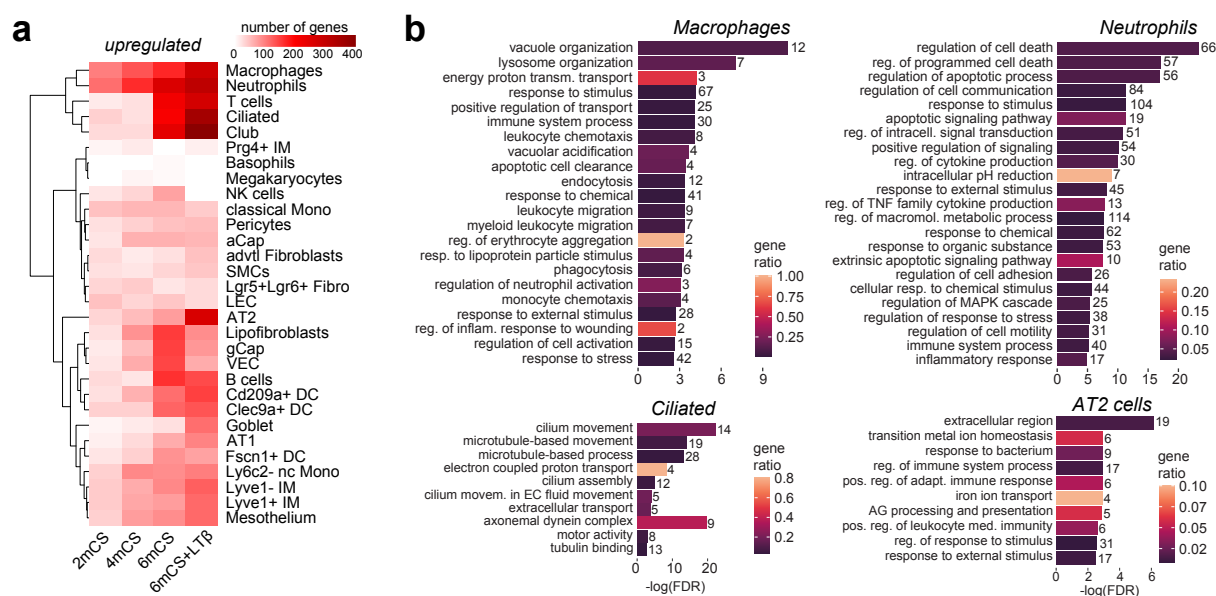 a
upregulated
number of genes
0 100 200 300 400
Macrophages
Neutrophils
T cells
Ciliated
Club
Prg4+ IM
Basophils
Megakaryocytes
NK cells
classical Mono
Pericytes
aCap
advtl Fibroblasts
SMCs
Lgr5+Lgr6+ Fibro
LEC
AT2
Lipofibroblasts
gCap
VEC
B cells
Cd209a+ DC
Clec9a+ DC
Goblet
AT1
Fscn1+ DC
Ly6c2- nc Mono
Lyve1- IM
Lyve1+ IM
Mesothelium
2mCS 4mCS 6mCS 6mCS+LTβ
b
Macrophages
vacuole organization 12
lysosome organization 7
energy proton transm. transport 3
response to stimulus 67
positive regulation of transport 25
immune system process 30
leukocyte chemotaxis 8
vacuolar acidification 4
apoptotic cell clearance 4
endocytosis 12
response to chemical 41
leukocyte migration 9
myeloid leukocyte migration 7
reg. of erythrocyte aggregation 2
resp. to lipoprotein particle stimulus 4
phagocytosis 6
regulation of neutrophil activation 3
monocyte chemotaxis 4
response to external stimulus 28
reg. of inflam. response to wounding 2
regulation of cell activation 15
response to stress 42
0 3 6 9
gene
ratio
1.00
0.75
0.50
0.25
Neutrophils
regulation of cell death 66
reg. of programmed cell death 57
regulation of apoptotic process 56
regulation of cell communication 84
response to stimulus 104
apoptotic signaling pathway 19
reg. of intracell. signal transduction 51
positive regulation of signaling 54
reg. of cytokine production 30
intracellular pH reduction 7
response to external stimulus 45
reg. of TNF family cytokine production 13
reg. of macromol. metabolic process 114
response to chemical 62
response to organic substance 53
extrinsic apoptotic signaling pathway 10
regulation of cell adhesion 26
cellular resp. to chemical stimulus 44
regulation of MAPK cascade 25
regulation of response to stress 38
regulation of cell motility 31
immune system process 40
inflammatory response 17
0 5 10 15 20
gene
ratio
0.20
0.15
0.10
0.05
0.02
Ciliated
cilium movement 14
microtubule-based movement 19
microtubule-based process 28
electron coupled proton transport 4
cilium assembly 12
cilium movem. in EC fluid movement 5
extracellular transport 5
axonemal dynein complex 9
motor activity 8
tubulin binding 13
0 10 20
-log(FDR)
gene
ratio
0.8
0.6
0.4
0.2
AT2 cells
extracellular region 19
transition metal ion homeostasis 6
response to bacterium 9
reg. of immune system process 17
pos. reg. of adapt. immune response 6
iron ion transport 4
AG processing and presentation 5
pos. reg. of leukocyte med. immunity 6
reg. of response to stimulus 31
response to external stimulus 17
0 2 4 6
-log(FDR)
gene
ratio
0.10
0.08
0.06
0.04
0.02